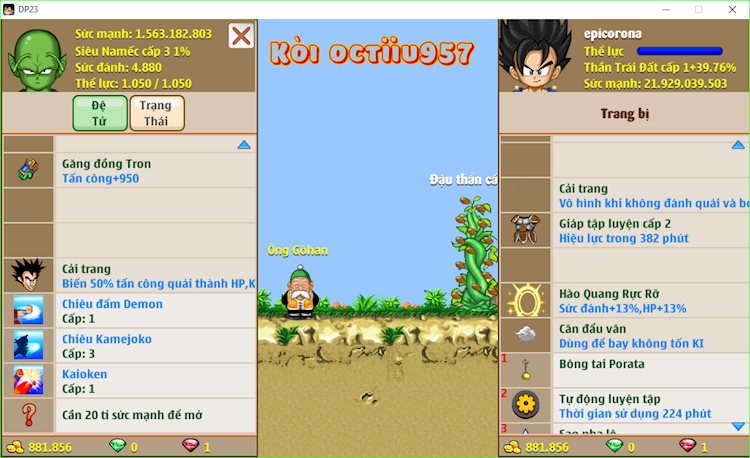 DP23
Sức mạnh: 1.563.182.803
Siêu Namếc cấp 3 1%
Sức đánh: 4.880
Thể lực: 1.050 / 1.050
Đệ
Tử
Trạng
Thái
Găng đồng Tron
Tấn công+950
Cải trang
Biến 50% tấn công quái thành HP,K
Chiêu đấm Demon
Cấp: 1
Chiêu Kamejoko
Cấp: 3
Kaioken
Cấp: 1
Cần 20 tỉ sức mạnh để mở
881.856
0
1
Kòi octiiu957
Đậu thần cấ
Ông Gôhan
epicorona
Thể lực
Thần Trái Đất cấp 1+39.76%
Sức mạnh: 21.929.039.503
Trang bị
Cải trang
Vô hình khi không đánh quái và bo
Giáp tập luyện cấp 2
Hiệu lực trong 382 phút
Hào Quang Rực Rỡ
Sức đánh+13%,HP+13%
Cân đẩu vân
Dùng để bay không tốn KI
1
Bông tai Porata
2
Tự động luyện tập
Thời gian sử dụng 224 phút
3
Sao pha lê
881.856
0
1